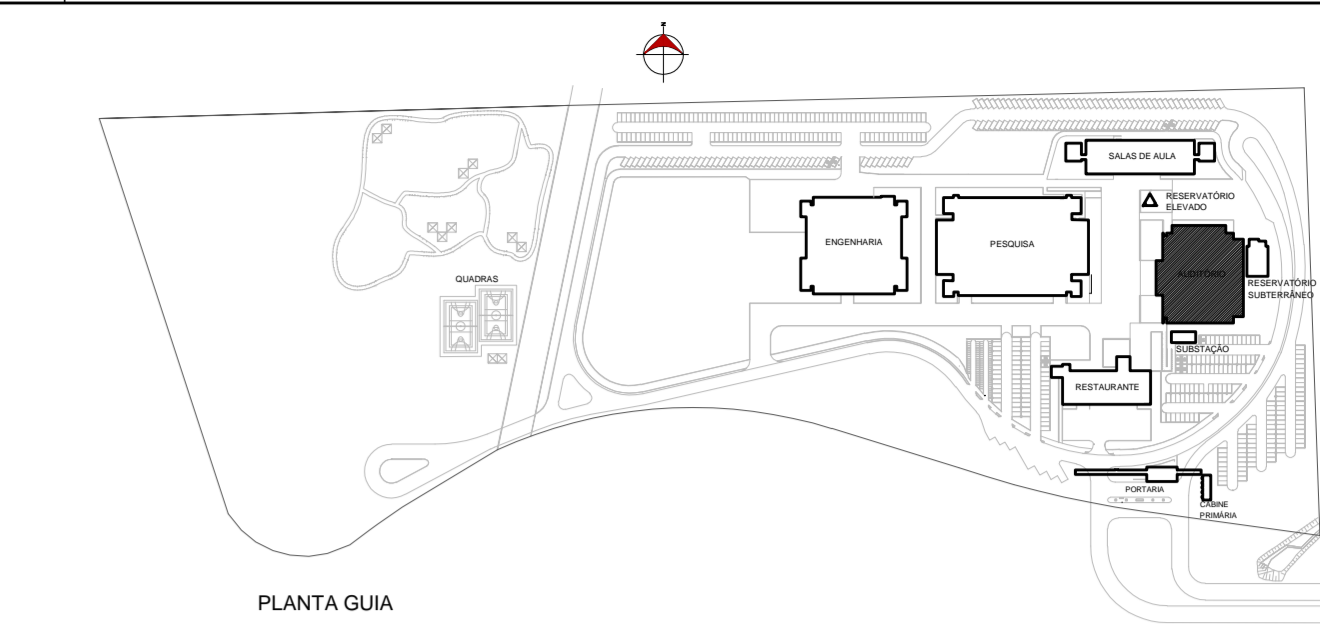 SALAS DE AULA
RESERVATÓRIO
ELEVADO
ENGENHARIA
PESQUISA
AUDITÓRIO
QUADRAS
RESERVATÓRIO
SUBTERRÂNEO
SUBSTAÇÃO
RESTAURANTE
PORTARIA
CABINE
PRIMÁRIA
PLANTA GUIA